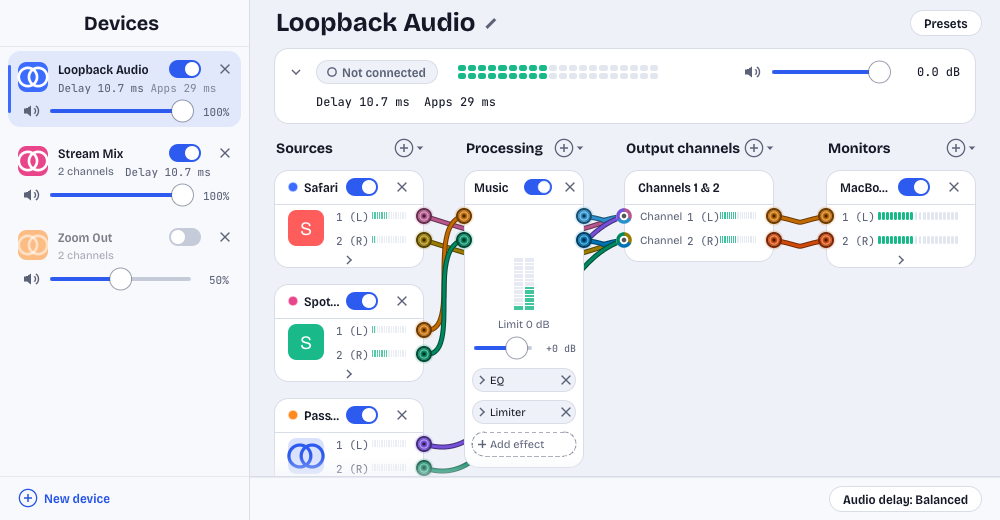 Devices
Loopback Audio
Delay 10.7 ms Apps 29 ms
100%
Stream Mix
2 channels Delay 10.7 ms
100%
Zoom Out
2 channels
50%
New device
Loopback Audio
Presets
Not connected
0.0 dB
Delay 10.7 ms Apps 29 ms
Sources
Processing
Output channels
Monitors
Safari
S
1 (L)
2 (R)
Spot...
S
1 (L)
2 (R)
Pass...
1 (L)
2 (R)
Music
Limit 0 dB
+0 dB
EQ
Limiter
+ Add effect
Channels 1 & 2
Channel 1 (L)
Channel 2 (R)
MacBo...
1 (L)
2 (R)
Audio delay: Balanced